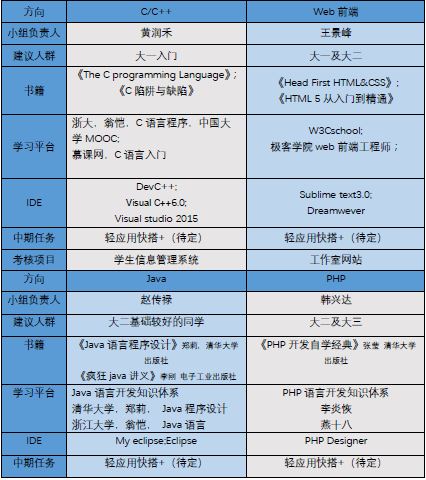 方向 C/C++ Web 前端
小组负责人 黄润禾 王景峰
建议人群 大一入门 大一及大二
书籍 《The C programming Language》;
《C 陷阱与缺陷》
《Head First HTML&CSS》;
《HTML 5从入门到精通》
学习平台 浙大、翁恺、C 语言程序，中国大
学 MOOC;
慕课网、C 语言入门
W3Cschool;
极客学院 web 前端工程师；
IDE DevC++;
Visual C++6.0;
Visual studio 2015
Sublime text3.0;
Dreamwever
中期任务 轻应用快搭+（待定） 轻应用快搭+（待定）
考核项目 学生信息管理系统 工作室网站
方向 Java PHP
小组负责人 赵传禄 韩兴达
建议人群 大二基础较好的同学 大二及大三
书籍 《Java 语言程序设计》郑莉，清华大学
出版社
《疯狂 java 讲义》李刚 电子工业出版社
《PHP 开发自学经典》张莹 清华大学
出版社
学习平台 Java 语言开发知识体系
清华大学，郑莉， Java 程序设计
浙江大学，翁恺， Java 语言
PHP 语言开发知识体系
李炎恢
燕十八
IDE My eclipse;Eclipse PHP Designer
中期任务 轻应用快搭+（待定） 轻应用快搭+（待定）